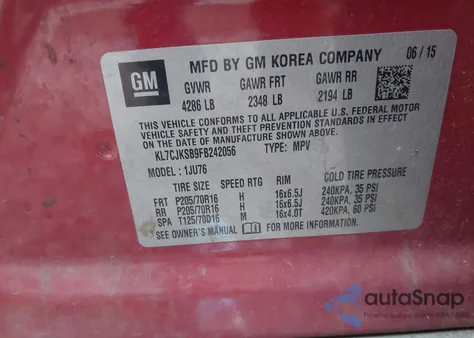 GM
MFD BY GM KOREA COMPANY 06 / 15
GVWR GAWR FRT GAWR RR
4286 LB 2348 LB 2194 LB
THIS VEHICLE CONFORMS TO ALL APPLICABLE U.S. FEDERAL MOTOR
VEHICLE SAFETY, BUMPER, AND THEFT PREVENTION STANDARDS IN
EFFECT ON THE DATE OF MANUFACTURE SHOWN ABOVE.
KL7CJKSB9FB242056 TYPE: MPV
MODEL : 1JU76
TIRE SIZE SPEED RTG RIM COLD TIRE PRESSURE
FRT P205/70R16 H 16x6.5J 240KPA, 35 PSI
RR P205/70R16 H 16x6.5J 240KPA, 35 PSI
SPA T125/70D16 M 16x4.0T 420KPA, 60 PSI
SEE OWNER'S MANUAL FOR MORE INFORMATION
autoSnap